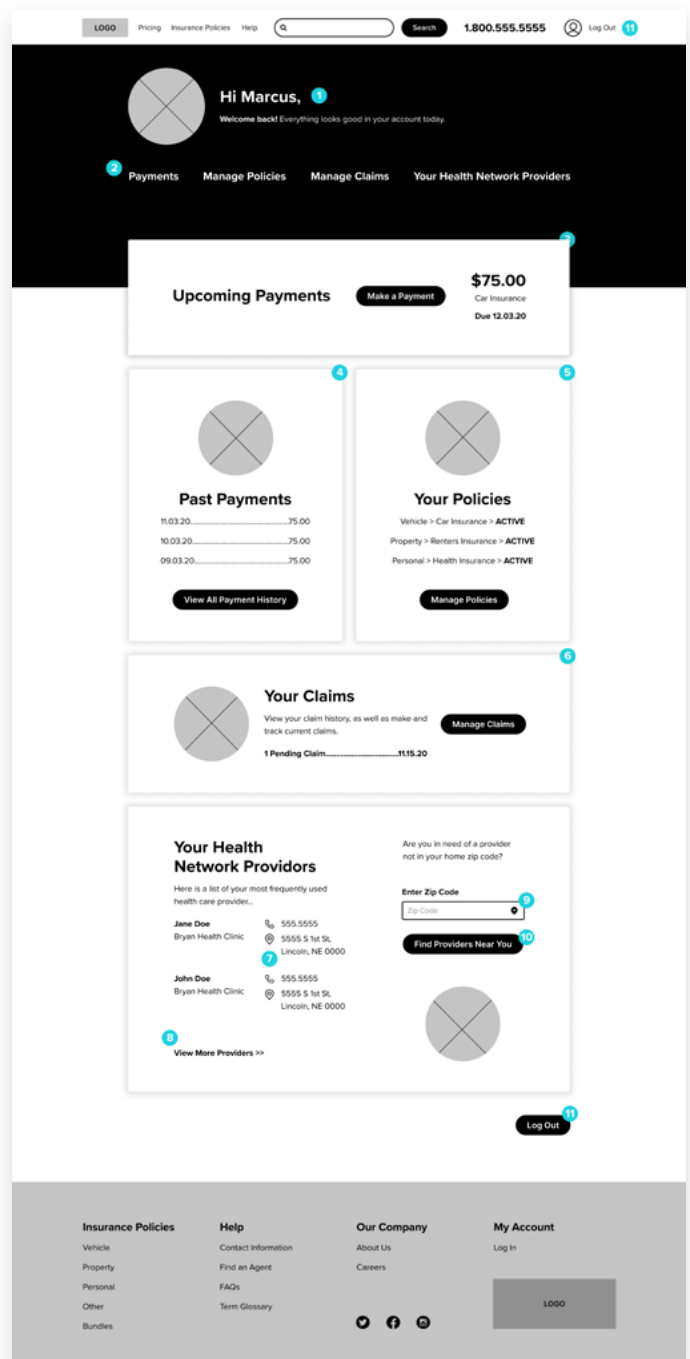 LOGO Pricing Insurance Policies Help Search 1.800.555.5555 Log Out 11
Hi Marcus, 1
Welcome back! Everything looks good in your account today.
2
Payments Manage Policies Manage Claims Your Health Network Providers
3
Upcoming Payments
Make a Payment
$75.00
Car Insurance
Due 12.03.20
4
Past Payments
11.03.20..................................................75.00
10.03.20..................................................75.00
09.03.20..................................................75.00
View All Payment History
5
Your Policies
Vehicle > Car Insurance > ACTIVE
Property > Renters Insurance > ACTIVE
Personal > Health Insurance > ACTIVE
Manage Policies
6
Your Claims
View your claim history, as well as make and
track current claims.
1 Pending Claim......................................11.15.20
Manage Claims
Your Health
Network Providors
Here is a list of your most frequently used
health care provider...
Jane Doe
Bryan Health Clinic
555.5555
5555 S 1st St,
Lincoln, NE 0000
7
John Doe
Bryan Health Clinic
555.5555
5555 S 1st St,
Lincoln, NE 0000
8
View More Providers >>
Are you in need of a provider
not in your home zip code?
Enter Zip Code
9
Zip Code
Find Providers Near You
10
11
Log Out
Insurance Policies
Vehicle
Property
Personal
Other
Bundles
Help
Contact Information
Find an Agent
FAQs
Term Glossary
Our Company
About Us
Careers
My Account
Log In
LOGO